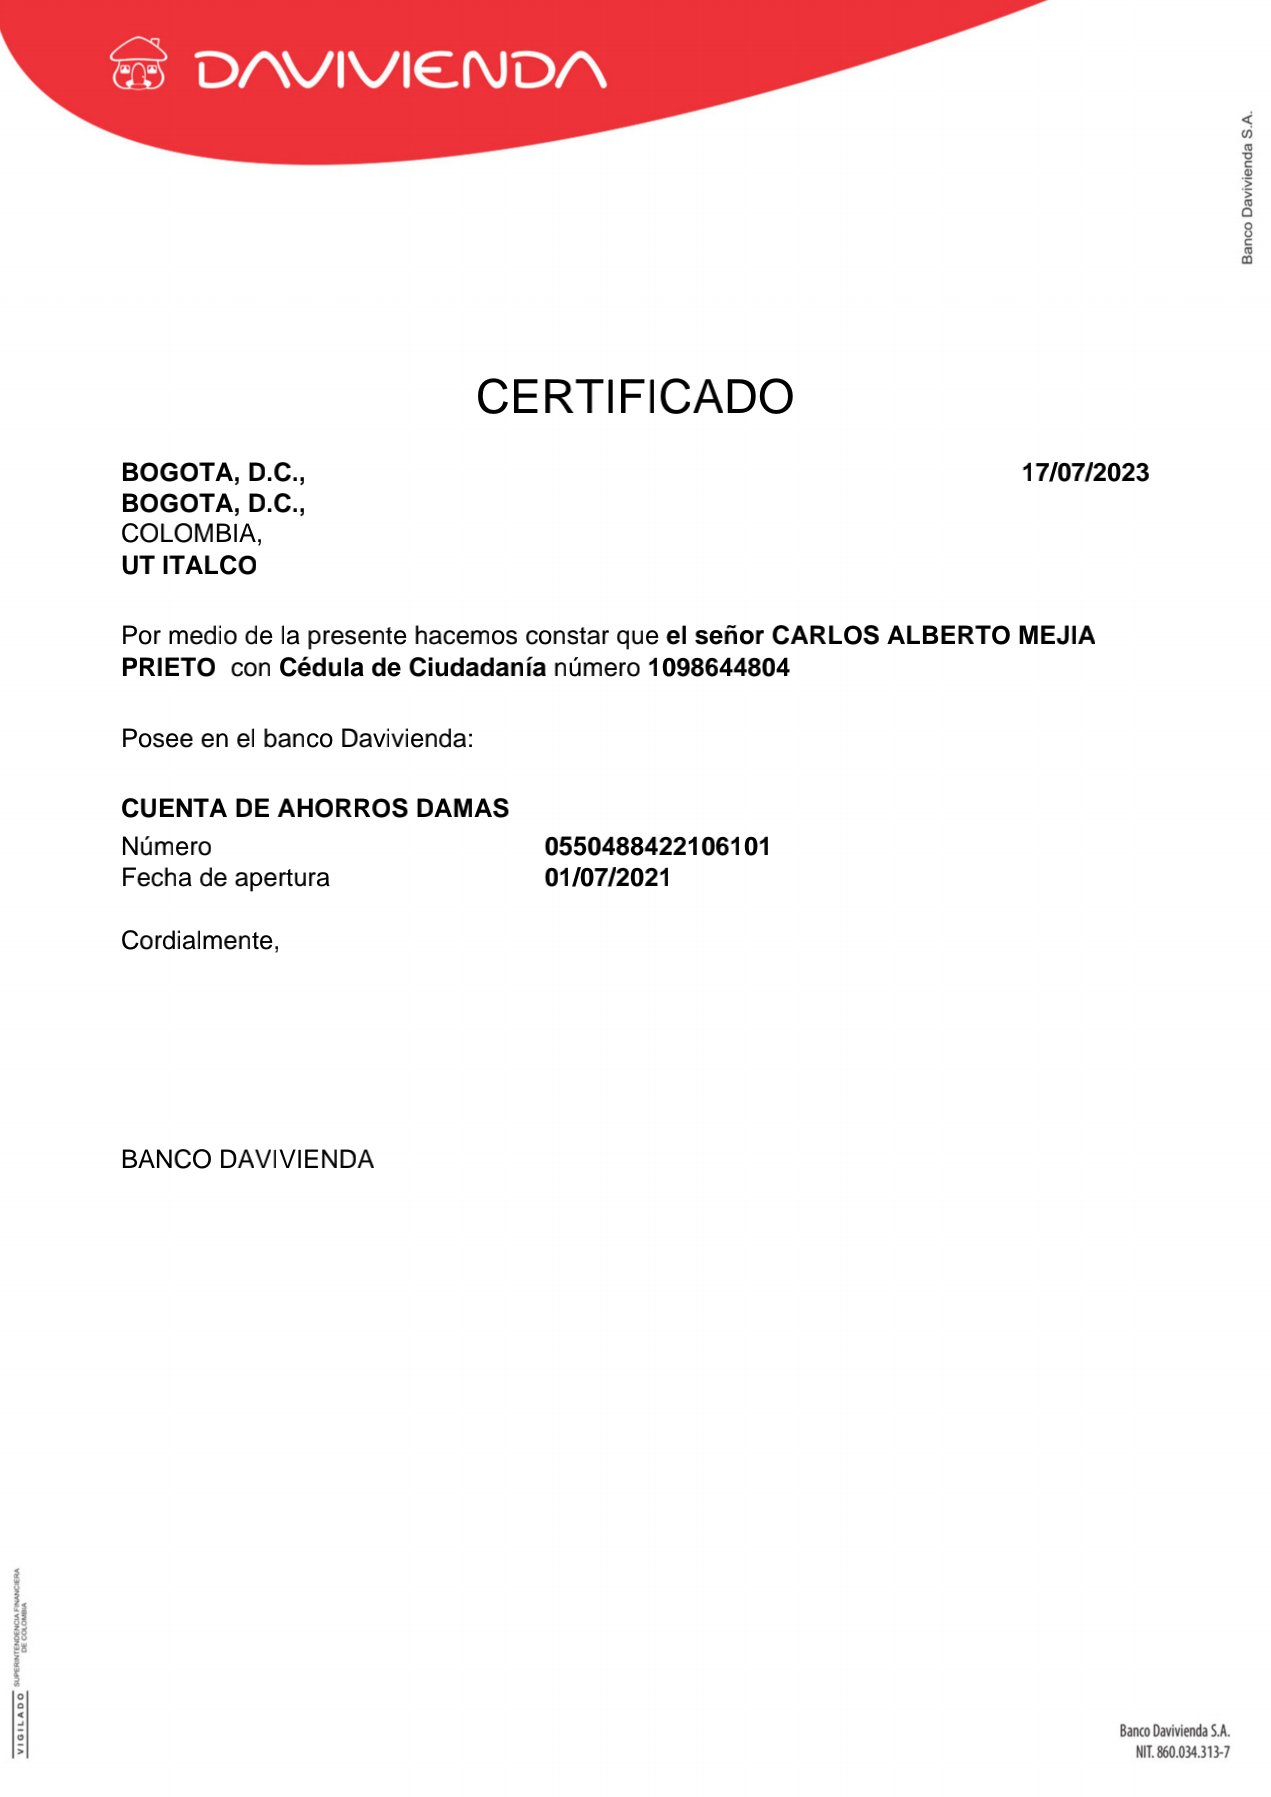 DAVIVIENDA
Banco Davivienda S.A.
CERTIFICADO
BOGOTA, D.C., 17/07/2023
BOGOTA, D.C.,
COLOMBIA,
UT ITALCO
Por medio de la presente hacemos constar que el señor CARLOS ALBERTO MEJIA
PRIETO con Cédula de Ciudadanía número 1098644804
Posee en el banco Davivienda:
CUENTA DE AHORROS DAMAS
Número 0550488422106101
Fecha de apertura 01/07/2021
Cordialmente,
BANCO DAVIVIENDA
VIGILADO SUPERINTENDENCIA FINANCIERA
DE COLOMBIA
Banco Davivienda S.A.
NIT. 860.034.313-7